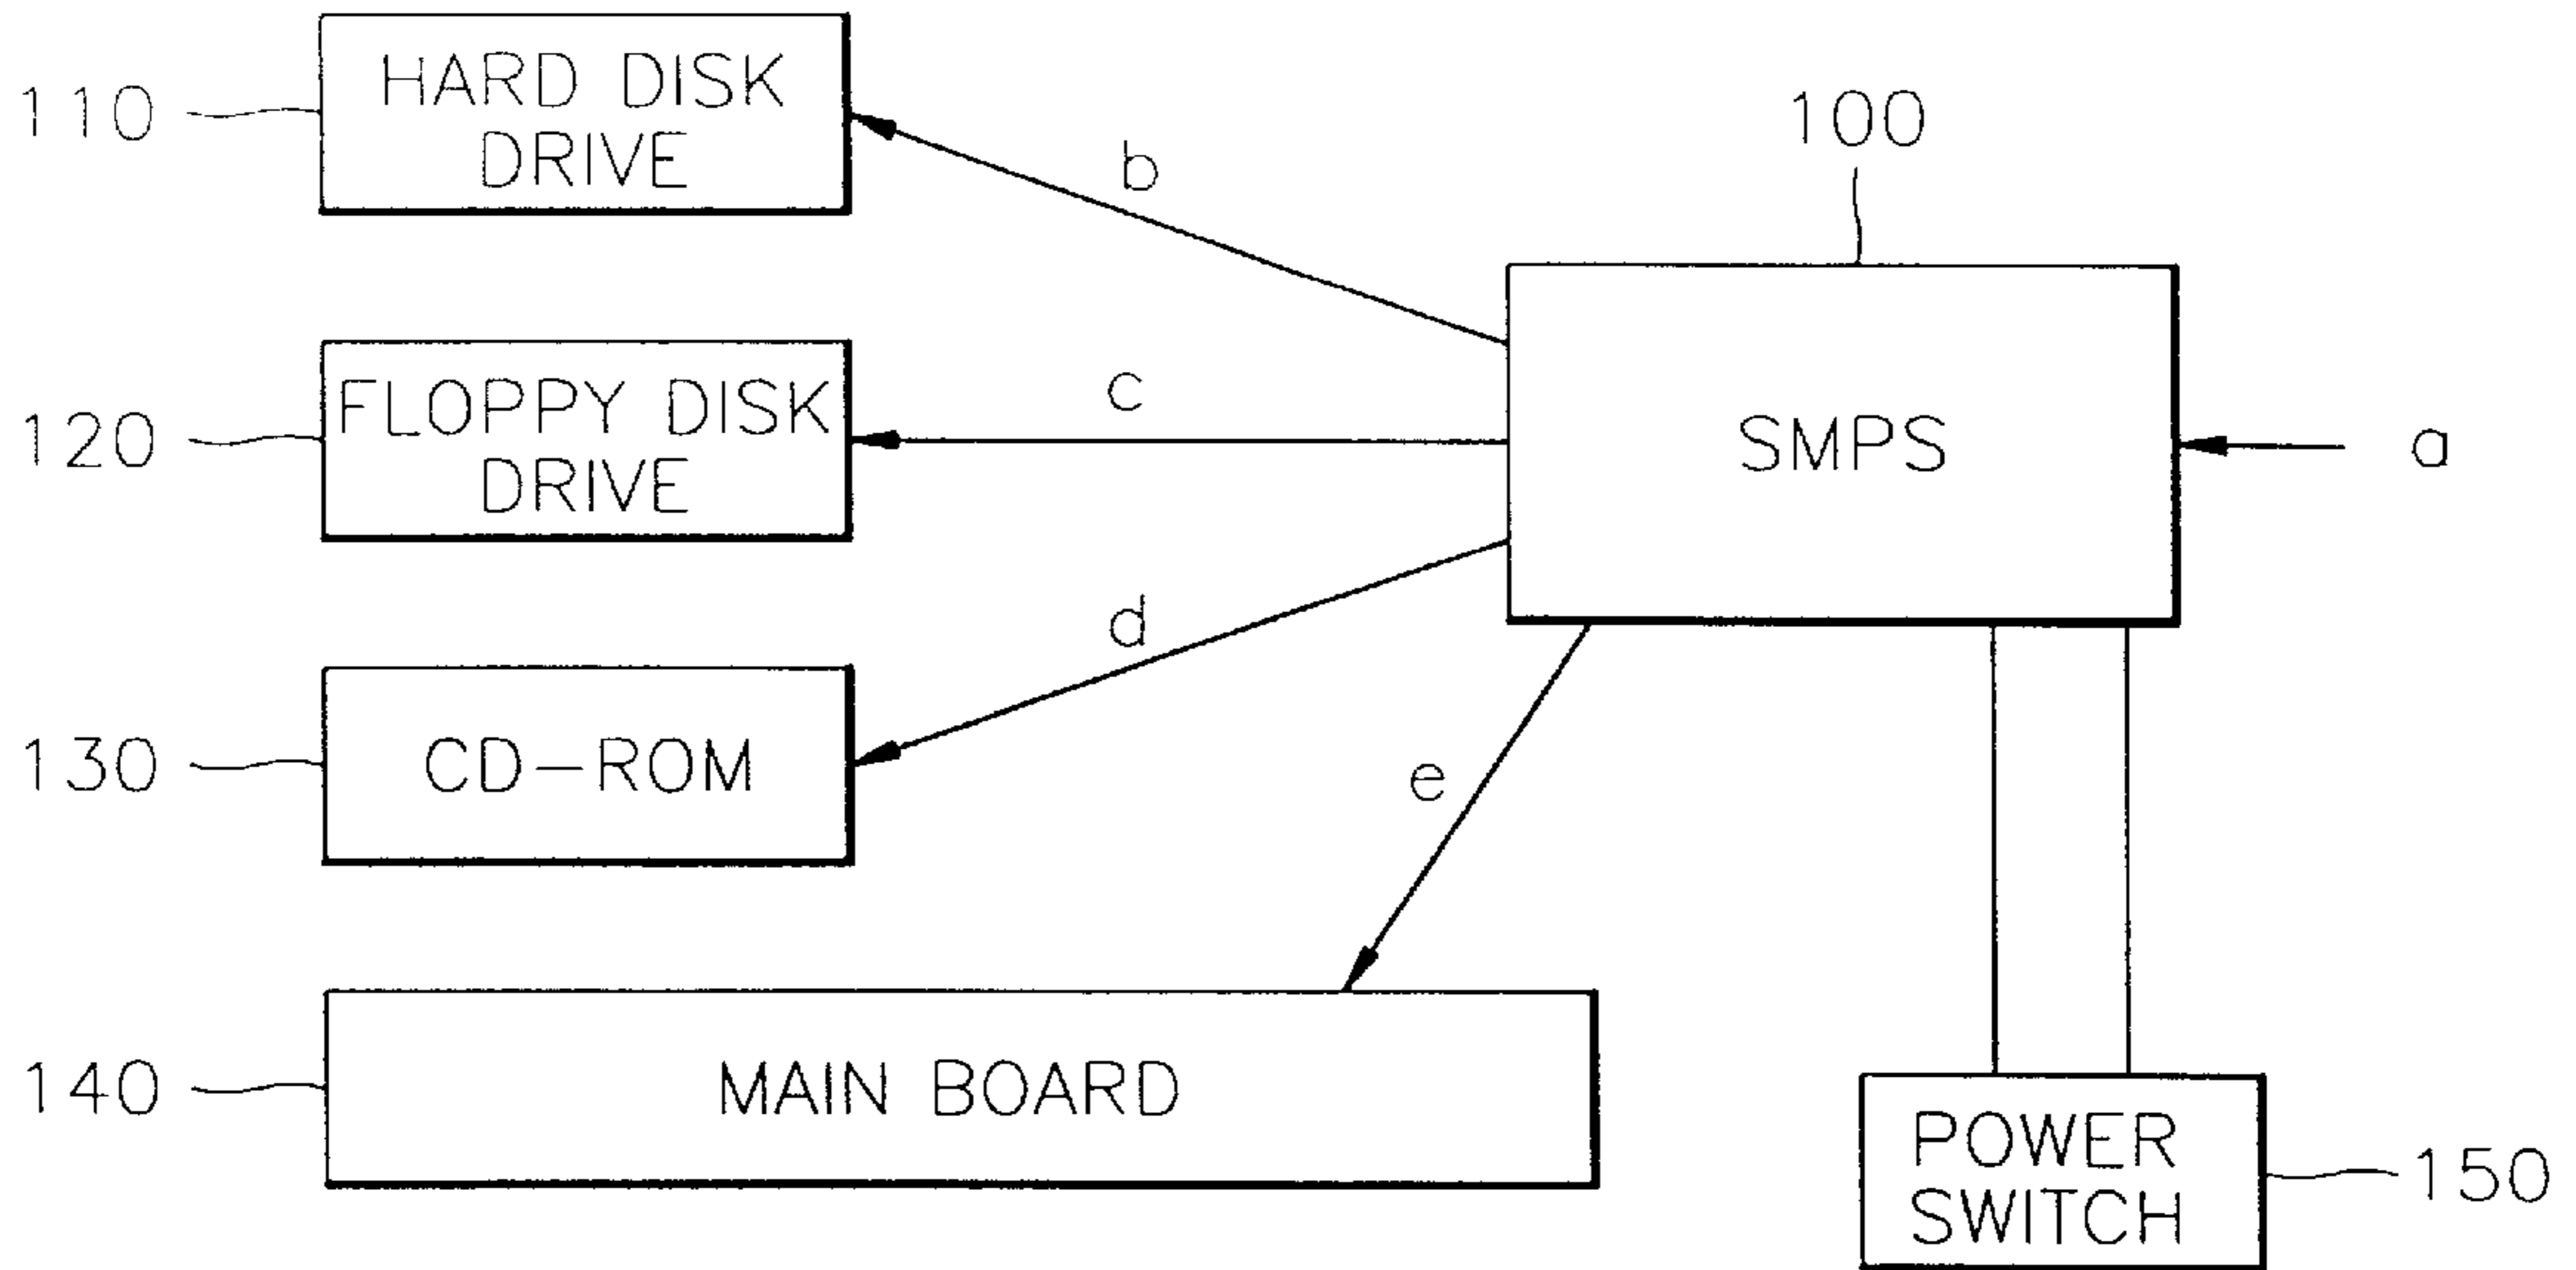 110
HARD DISK
DRIVE
b
100
120
FLOPPY DISK
DRIVE
c
SMPS
a
d
130
CD-ROM
e
140
MAIN BOARD
POWER
SWITCH
150